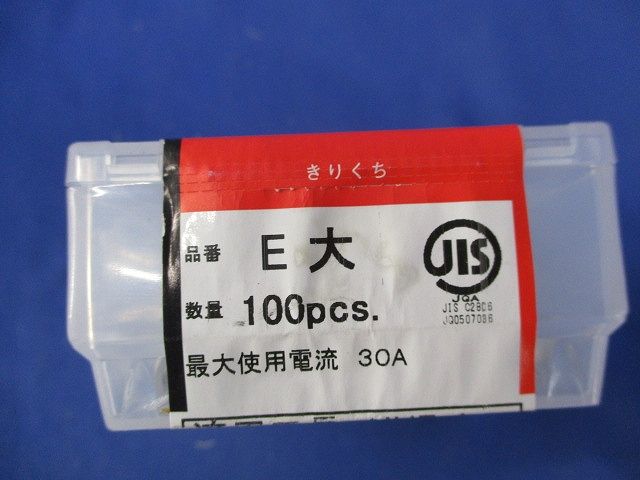 きりくち
品番 E 大
JIS
JQA
JIS C2806
JQ0507086
数量 100pcs.
最大使用電流 30A